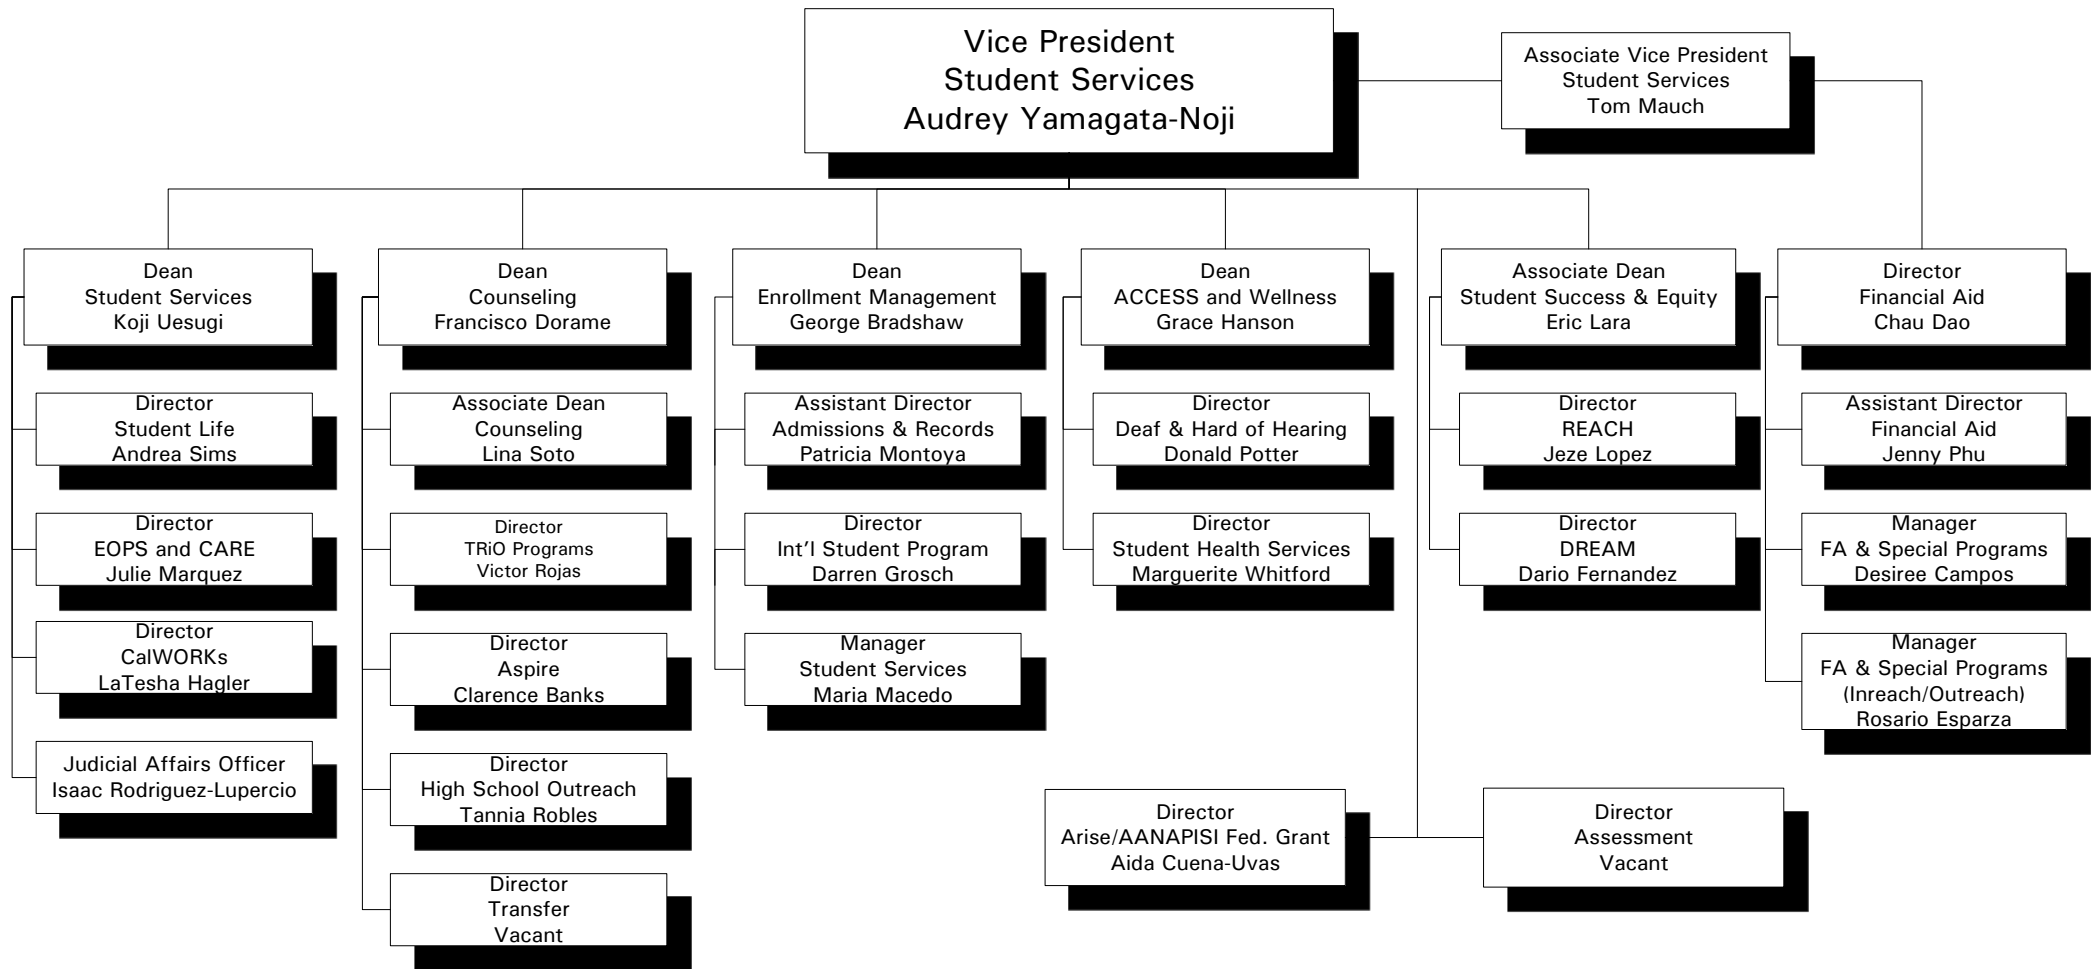 Vice President
Student Services
Audrey Yamagata-Noji
Associate Vice President
Student Services
Tom Mauch
Dean
Student Services
Koji Uesugi
Director
Student Life
Andrea Sims
Director
EOPS and CARE
Julie Marquez
Director
CalWORKs
LaTesha Hagler
Judicial Affairs Officer
Isaac Rodriguez-Lupercio
Dean
Counseling
Francisco Dorame
Associate Dean
Counseling
Lina Soto
Director
TRiO Programs
Victor Rojas
Director
Aspire
Clarence Banks
Director
High School Outreach
Tannia Robles
Director
Transfer
Vacant
Dean
Enrollment Management
George Bradshaw
Assistant Director
Admissions & Records
Patricia Montoya
Director
Int'l Student Program
Darren Grosch
Manager
Student Services
Maria Macedo
Dean
ACCESS and Wellness
Grace Hanson
Director
Deaf & Hard of Hearing
Donald Potter
Director
Student Health Services
Marguerite Whitford
Associate Dean
Student Success & Equity
Eric Lara
Director
REACH
Jeze Lopez
Director
DREAM
Dario Fernandez
Director
Financial Aid
Chau Dao
Assistant Director
Financial Aid
Jenny Phu
Manager
FA & Special Programs
Desiree Campos
Manager
FA & Special Programs
(Inreach/Outreach)
Rosario Esparza
Director
Arise/AANAPISI Fed. Grant
Aida Cuena-Uvas
Director
Assessment
Vacant